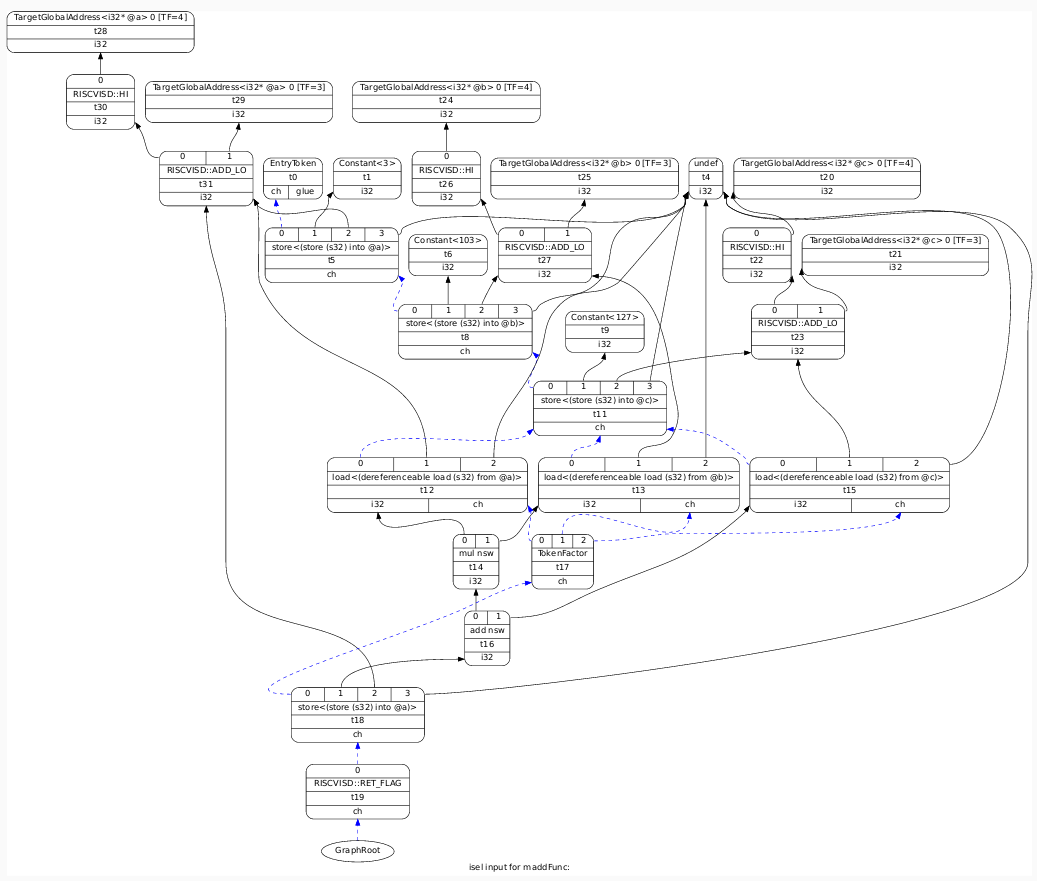 TargetGlobalAddress<i32* @a> 0 [TF=4]
t28
i32
0
RISCVISD::HI
t30
i32
TargetGlobalAddress<i32* @a> 0 [TF=3]
t29
i32
TargetGlobalAddress<i32* @b> 0 [TF=4]
t24
i32
0 1
RISCVISD::ADD_LO
t31
i32
EntryToken
t0
ch glue
Constant<3>
t1
i32
0
RISCVISD::HI
t26
i32
TargetGlobalAddress<i32* @b> 0 [TF=3]
t25
i32
undef
t4
i32
TargetGlobalAddress<i32* @c> 0 [TF=4]
t20
i32
0 1 2 3
store<(store (s32) into @a)>
t5
ch
Constant<103>
t6
i32
0 1
RISCVISD::ADD_LO
t27
i32
0
RISCVISD::HI
t22
i32
TargetGlobalAddress<i32* @c> 0 [TF=3]
t21
i32
0 1 2 3
store<(store (s32) into @b)>
t8
ch
Constant<127>
t9
i32
0 1
RISCVISD::ADD_LO
t23
i32
0 1 2 3
store<(store (s32) into @c)>
t11
ch
0 1 2
load<(dereferenceable load (s32) from @a)>
t12
i32 ch
0 1 2
load<(dereferenceable load (s32) from @b)>
t13
i32 ch
0 1 2
load<(dereferenceable load (s32) from @c)>
t15
i32 ch
0 1
mul nsw
t14
i32
0 1 2
TokenFactor
t17
ch
0 1
add nsw
t16
i32
0 1 2 3
store<(store (s32) into @a)>
t18
ch
0
RISCVISD::RET_FLAG
t19
ch
GraphRoot
isel input for maddFunc: